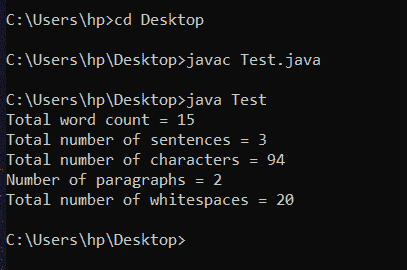 C:\Users\hp>cd Desktop
C:\Users\hp\Desktop>javac Test.java
C:\Users\hp\Desktop>java Test
Total word count = 15
Total number of sentences = 3
Total number of characters = 94
Number of paragraphs = 2
Total number of whitespaces = 20
C:\Users\hp\Desktop>